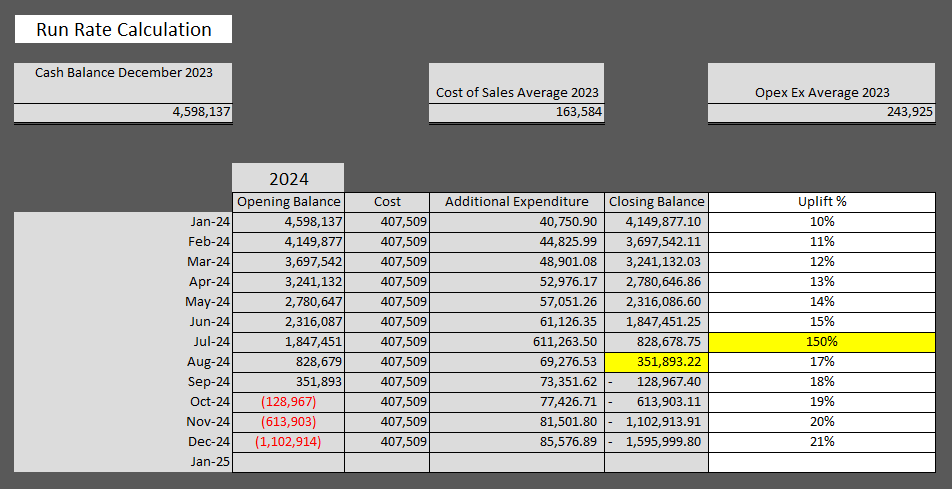 Run Rate Calculation
Cash Balance December 2023
Cost of Sales Average 2023 Opex Ex Average 2023
4,598,137 163,584 243,925
2024
Opening Balance Cost Additional Expenditure Closing Balance Uplift %
Jan-24 4,598,137 407,509 40,750.90 4,149,877.10 10%
Feb-24 4,149,877 407,509 44,825.99 3,697,542.11 11%
Mar-24 3,697,542 407,509 48,901.08 3,241,132.03 12%
Apr-24 3,241,132 407,509 52,976.17 2,780,646.86 13%
May-24 2,780,647 407,509 57,051.26 2,316,086.60 14%
Jun-24 2,316,087 407,509 61,126.35 1,847,451.25 15%
Jul-24 1,847,451 407,509 611,263.50 828,678.75 150%
Aug-24 828,679 407,509 69,276.53 351,893.22 17%
Sep-24 351,893 407,509 73,351.62 - 128,967.40 18%
Oct-24 (128,967) 407,509 77,426.71 - 613,903.11 19%
Nov-24 (613,903) 407,509 81,501.80 - 1,102,913.91 20%
Dec-24 (1,102,914) 407,509 85,576.89 - 1,595,999.80 21%
Jan-25